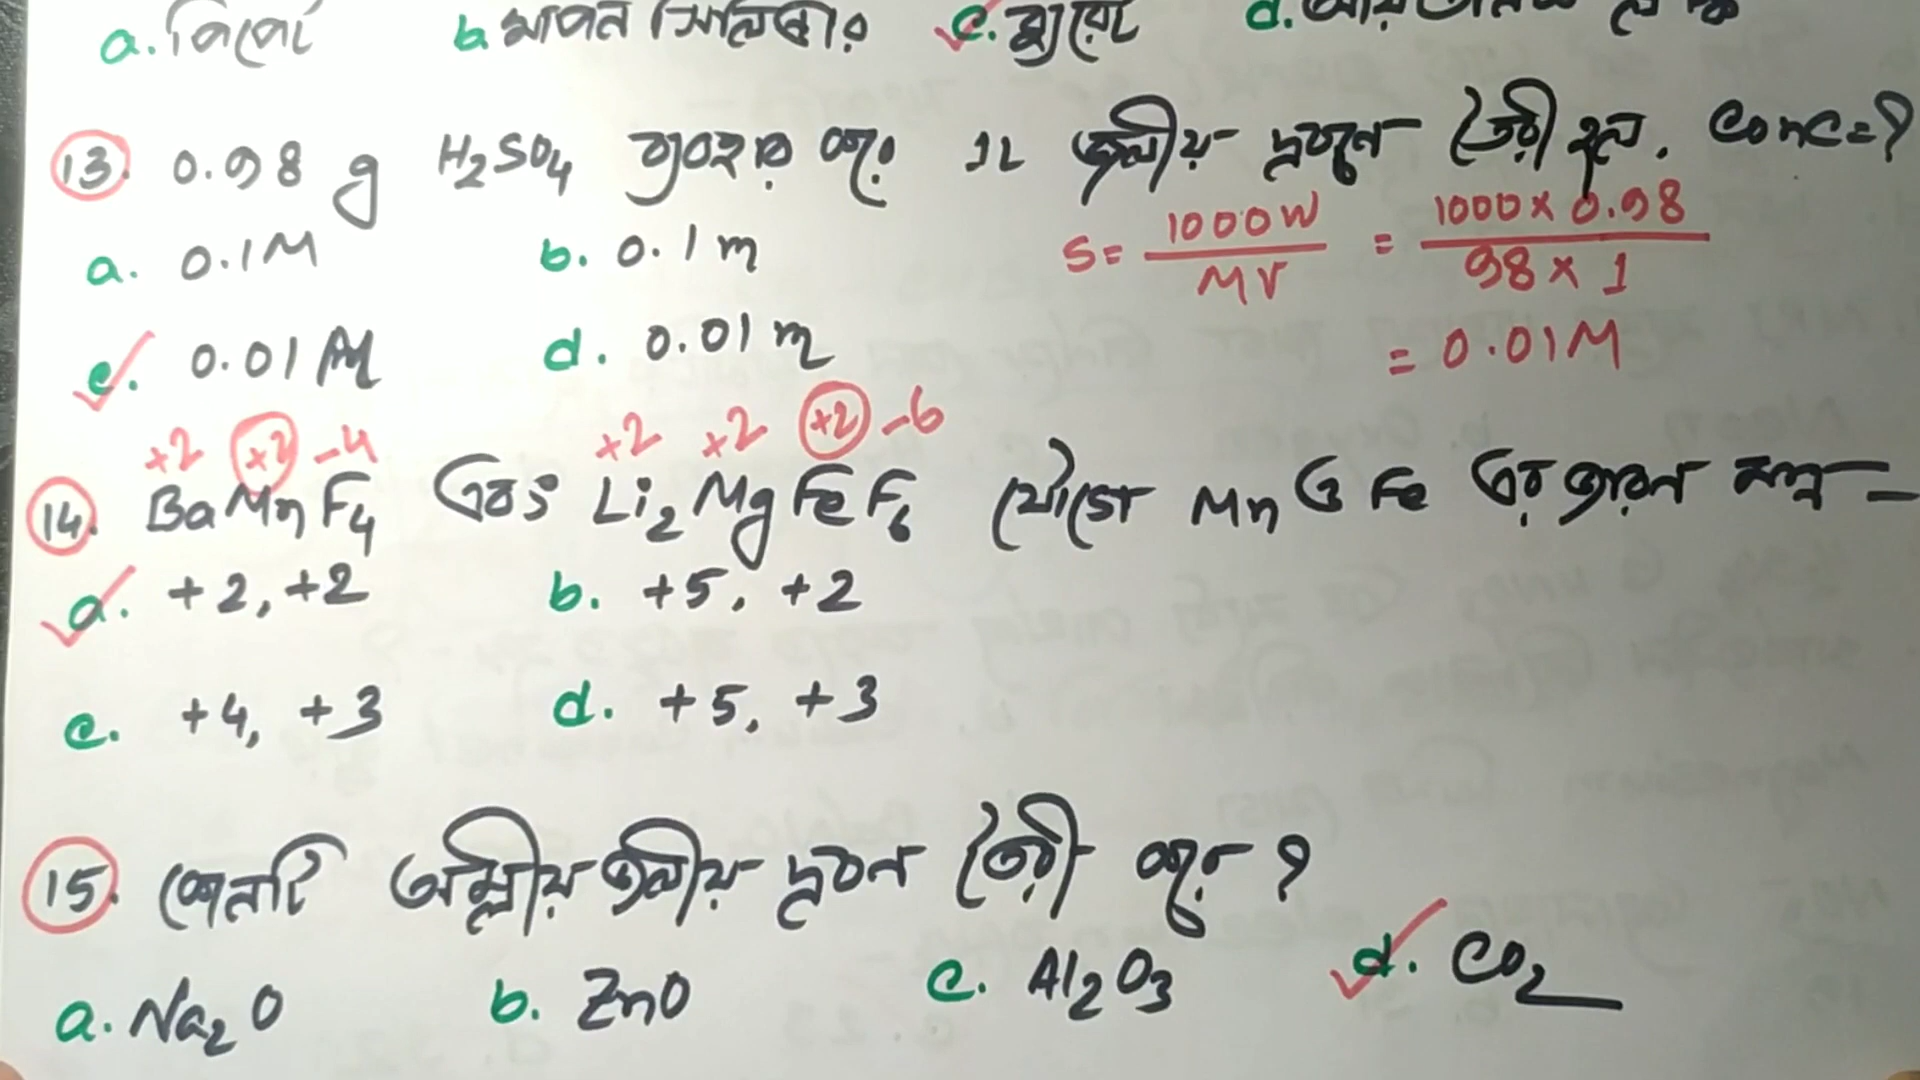 a. পিপেট b. মাপন সিলিন্ডার c. ব্যুরেট d.
13. 0.98 g H₂SO₄ ব্যবহার করে 1L জলীয় দ্রবণ তৈরী হল. Conc=?
a. 0.1M b. 0.1m S = 1000W / MV = 1000 × 0.98 / 98 × 1
c. 0.01 M d. 0.01 m = 0.01M
+2 +2 -4 +2 +2 +2 -6
14. BaMnF₄ এবং Li₂MgFeF₆ যৌগে Mn ও Fe এর জারণ সংখ্যা —
a. +2, +2 b. +5, +2
c. +4, +3 d. +5, +3
15. কোনটি অম্লীয় জলীয় দ্রবণ তৈরী করে ?
a. Na₂O b. ZnO c. Al₂O₃ d. CO₂